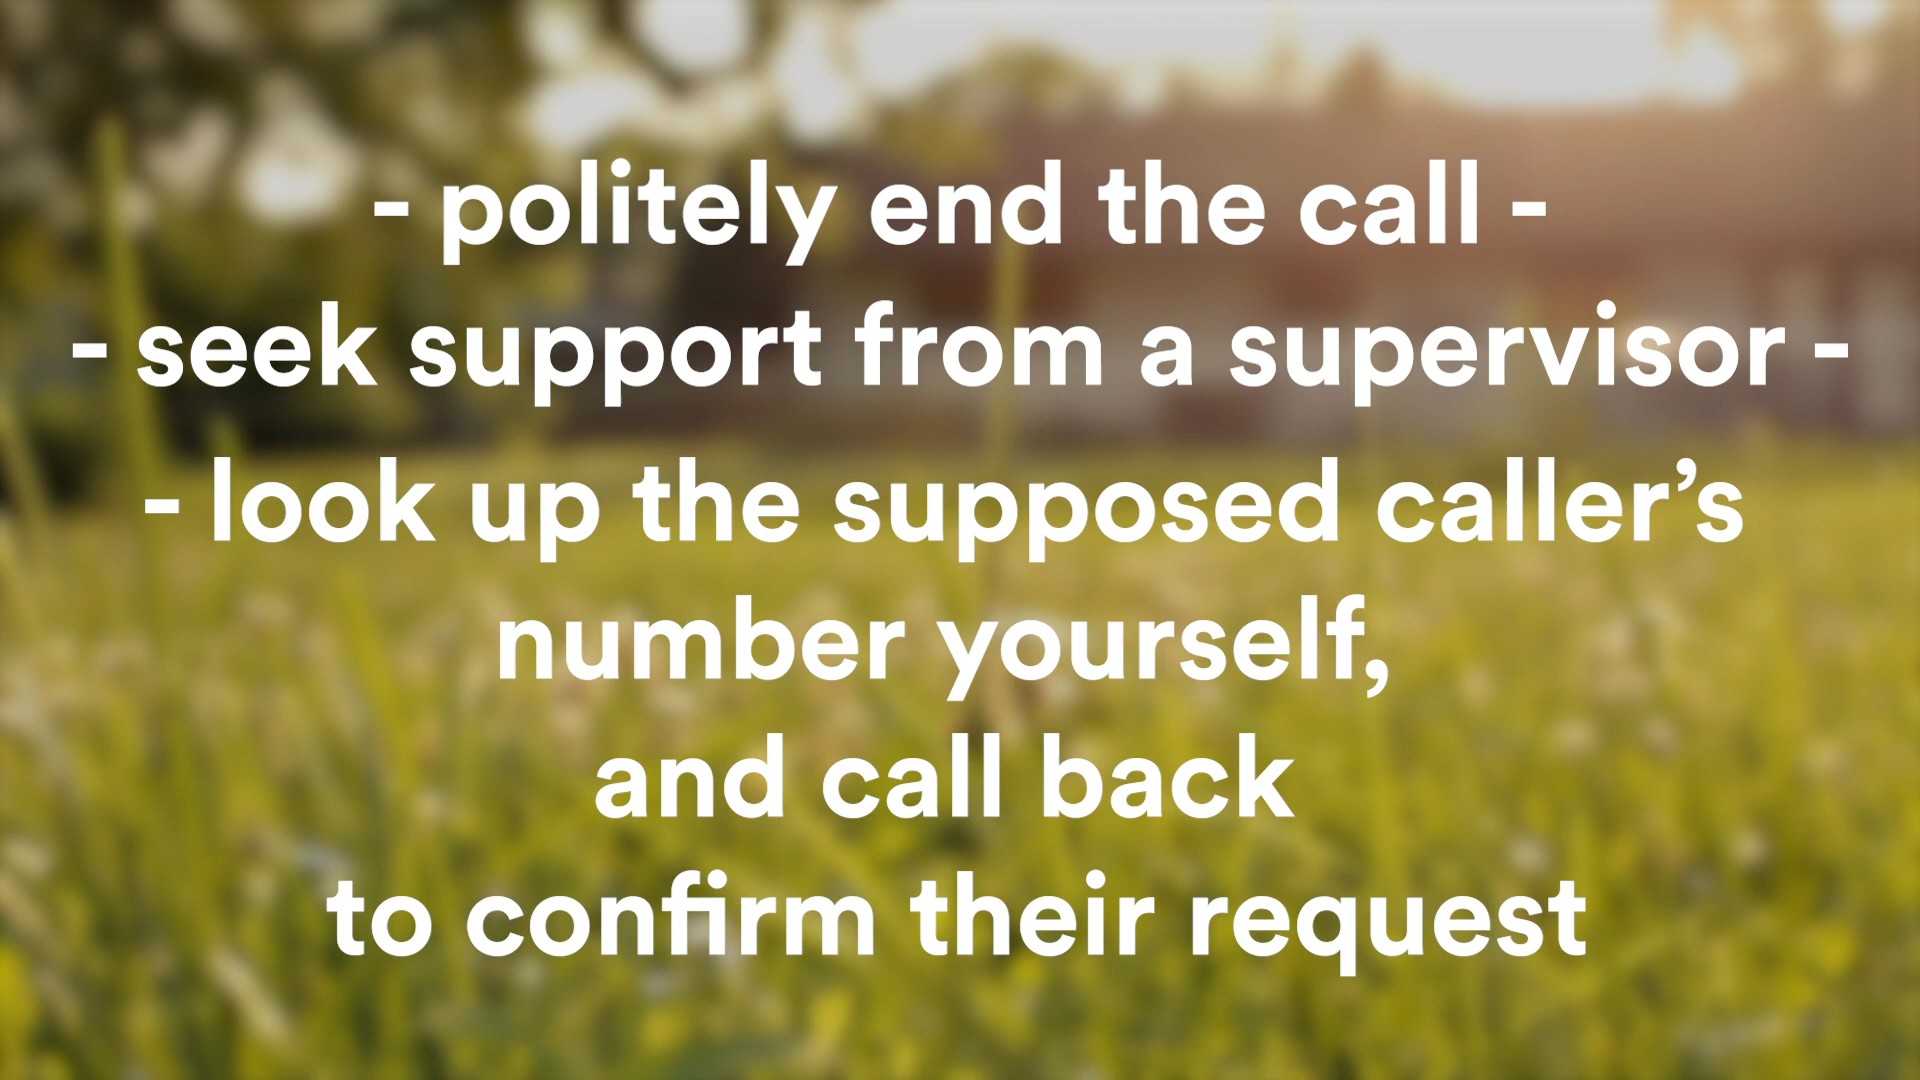 - politely end the call -
- seek support from a supervisor -
- look up the supposed caller’s
number yourself,
and call back
to confirm their request